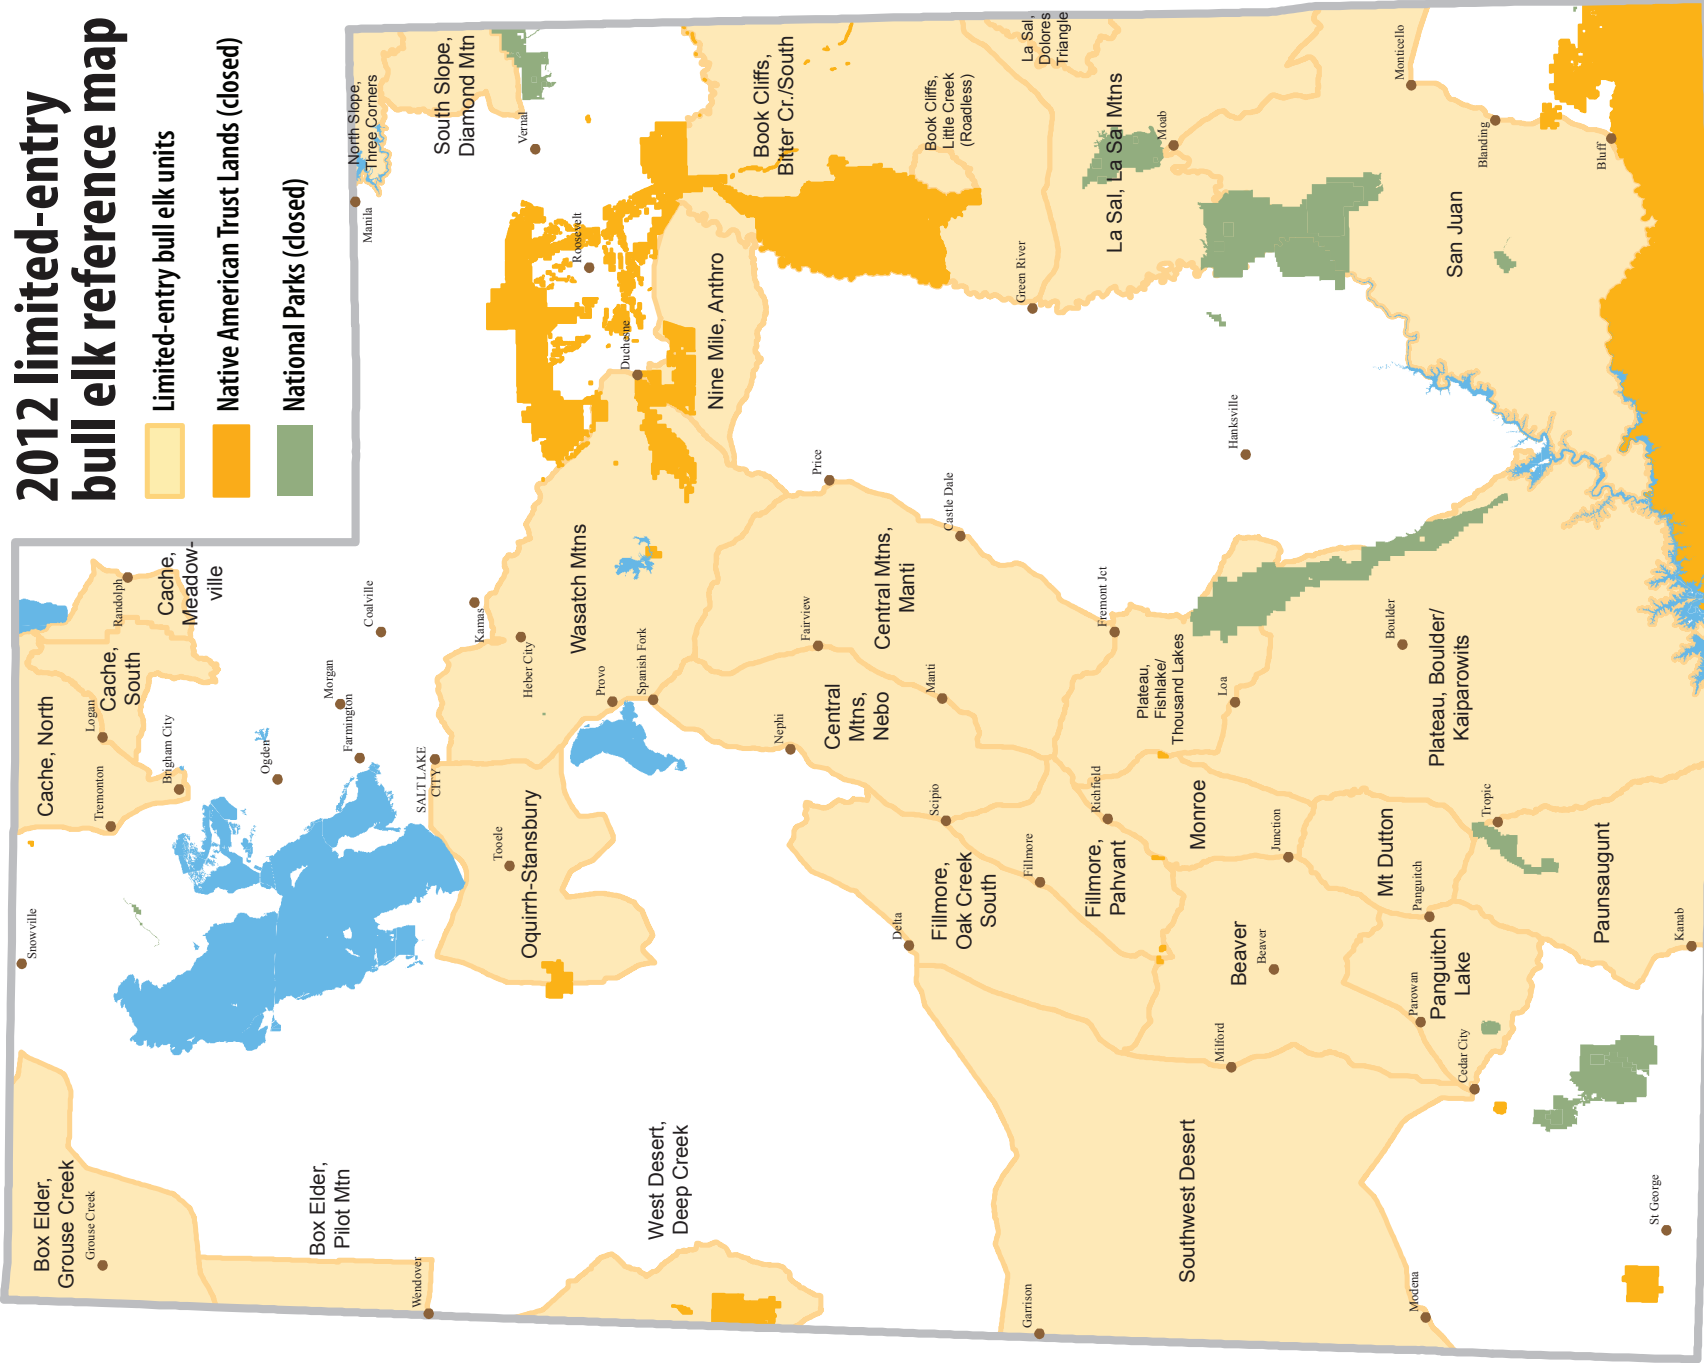 2012 limited-entry
bull elk reference map
Limited-entry bull elk units
Native American Trust Lands (closed)
National Parks (closed)
Snowville
Box Elder,
Grouse Creek
Grouse Creek
Box Elder,
Pilot Mtn
Wendover
Cache, North
Tremonton
Logan
Cache,
South
Randolph
Cache,
Meadow-
ville
Brigham City
Ogden
Morgan
Farmington
Coalville
SALT LAKE
CITY
Kamas
Manila
North Slope,
Three Corners
South Slope,
Diamond Mtn
Vernal
Roosevelt
Duchesne
Heber City
Wasatch Mtns
Provo
Spanish Fork
Tooele
Oquirrh-Stansbury
West Desert,
Deep Creek
Nine Mile, Anthro
Book Cliffs,
Bitter Cr./South
Book Cliffs,
Little Creek
(Roadless)
Price
Nephi
Fairview
Central
Mtns,
Nebo
Central Mtns,
Manti
Manti
Castle Dale
Green River
La Sal,
Dolores
Triangle
La Sal, La Sal Mtns
Moab
Delta
Scipio
Fillmore,
Oak Creek
South
Fillmore
Garrison
Fillmore,
Pahvant
Richfield
Fremont Jct
Plateau,
Fishlake/
Thousand Lakes
Loa
Hanksville
Monroe
Southwest Desert
Milford
Beaver
Beaver
Junction
Mt Dutton
Boulder
Plateau, Boulder/
Kaiparowits
San Juan
Monticello
Blanding
Bluff
Modena
Parowan
Panguitch
Lake
Panguitch
Cedar City
Tropic
Paunsaugunt
St George
Kanab